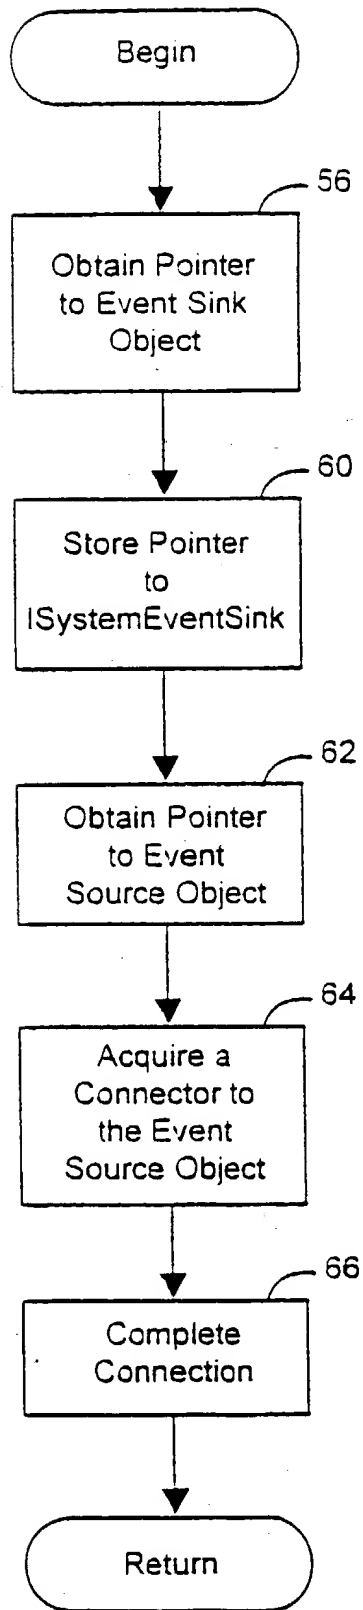 Begin
56
Obtain Pointer
to Event Sink
Object
60
Store Pointer
to
ISystemEventSink
62
Obtain Pointer
to Event
Source Object
64
Acquire a
Connector to
the Event
Source Object
66
Complete
Connection
Return